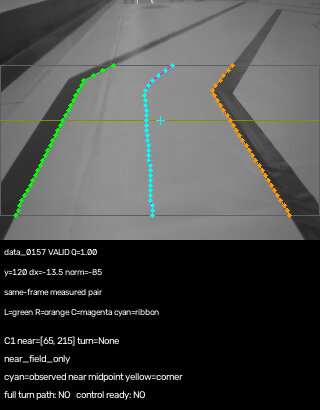 data_0157 VALID Q=1.00
y=120 dx=-13.5 norm=-85
same-frame measured pair
L=green R=orange C=magenta cyan=ribbon
C1 near=[65, 215] turn=None
near_field_only
cyan=observed near midpoint yellow=corner
full turn path: NO control ready: NO